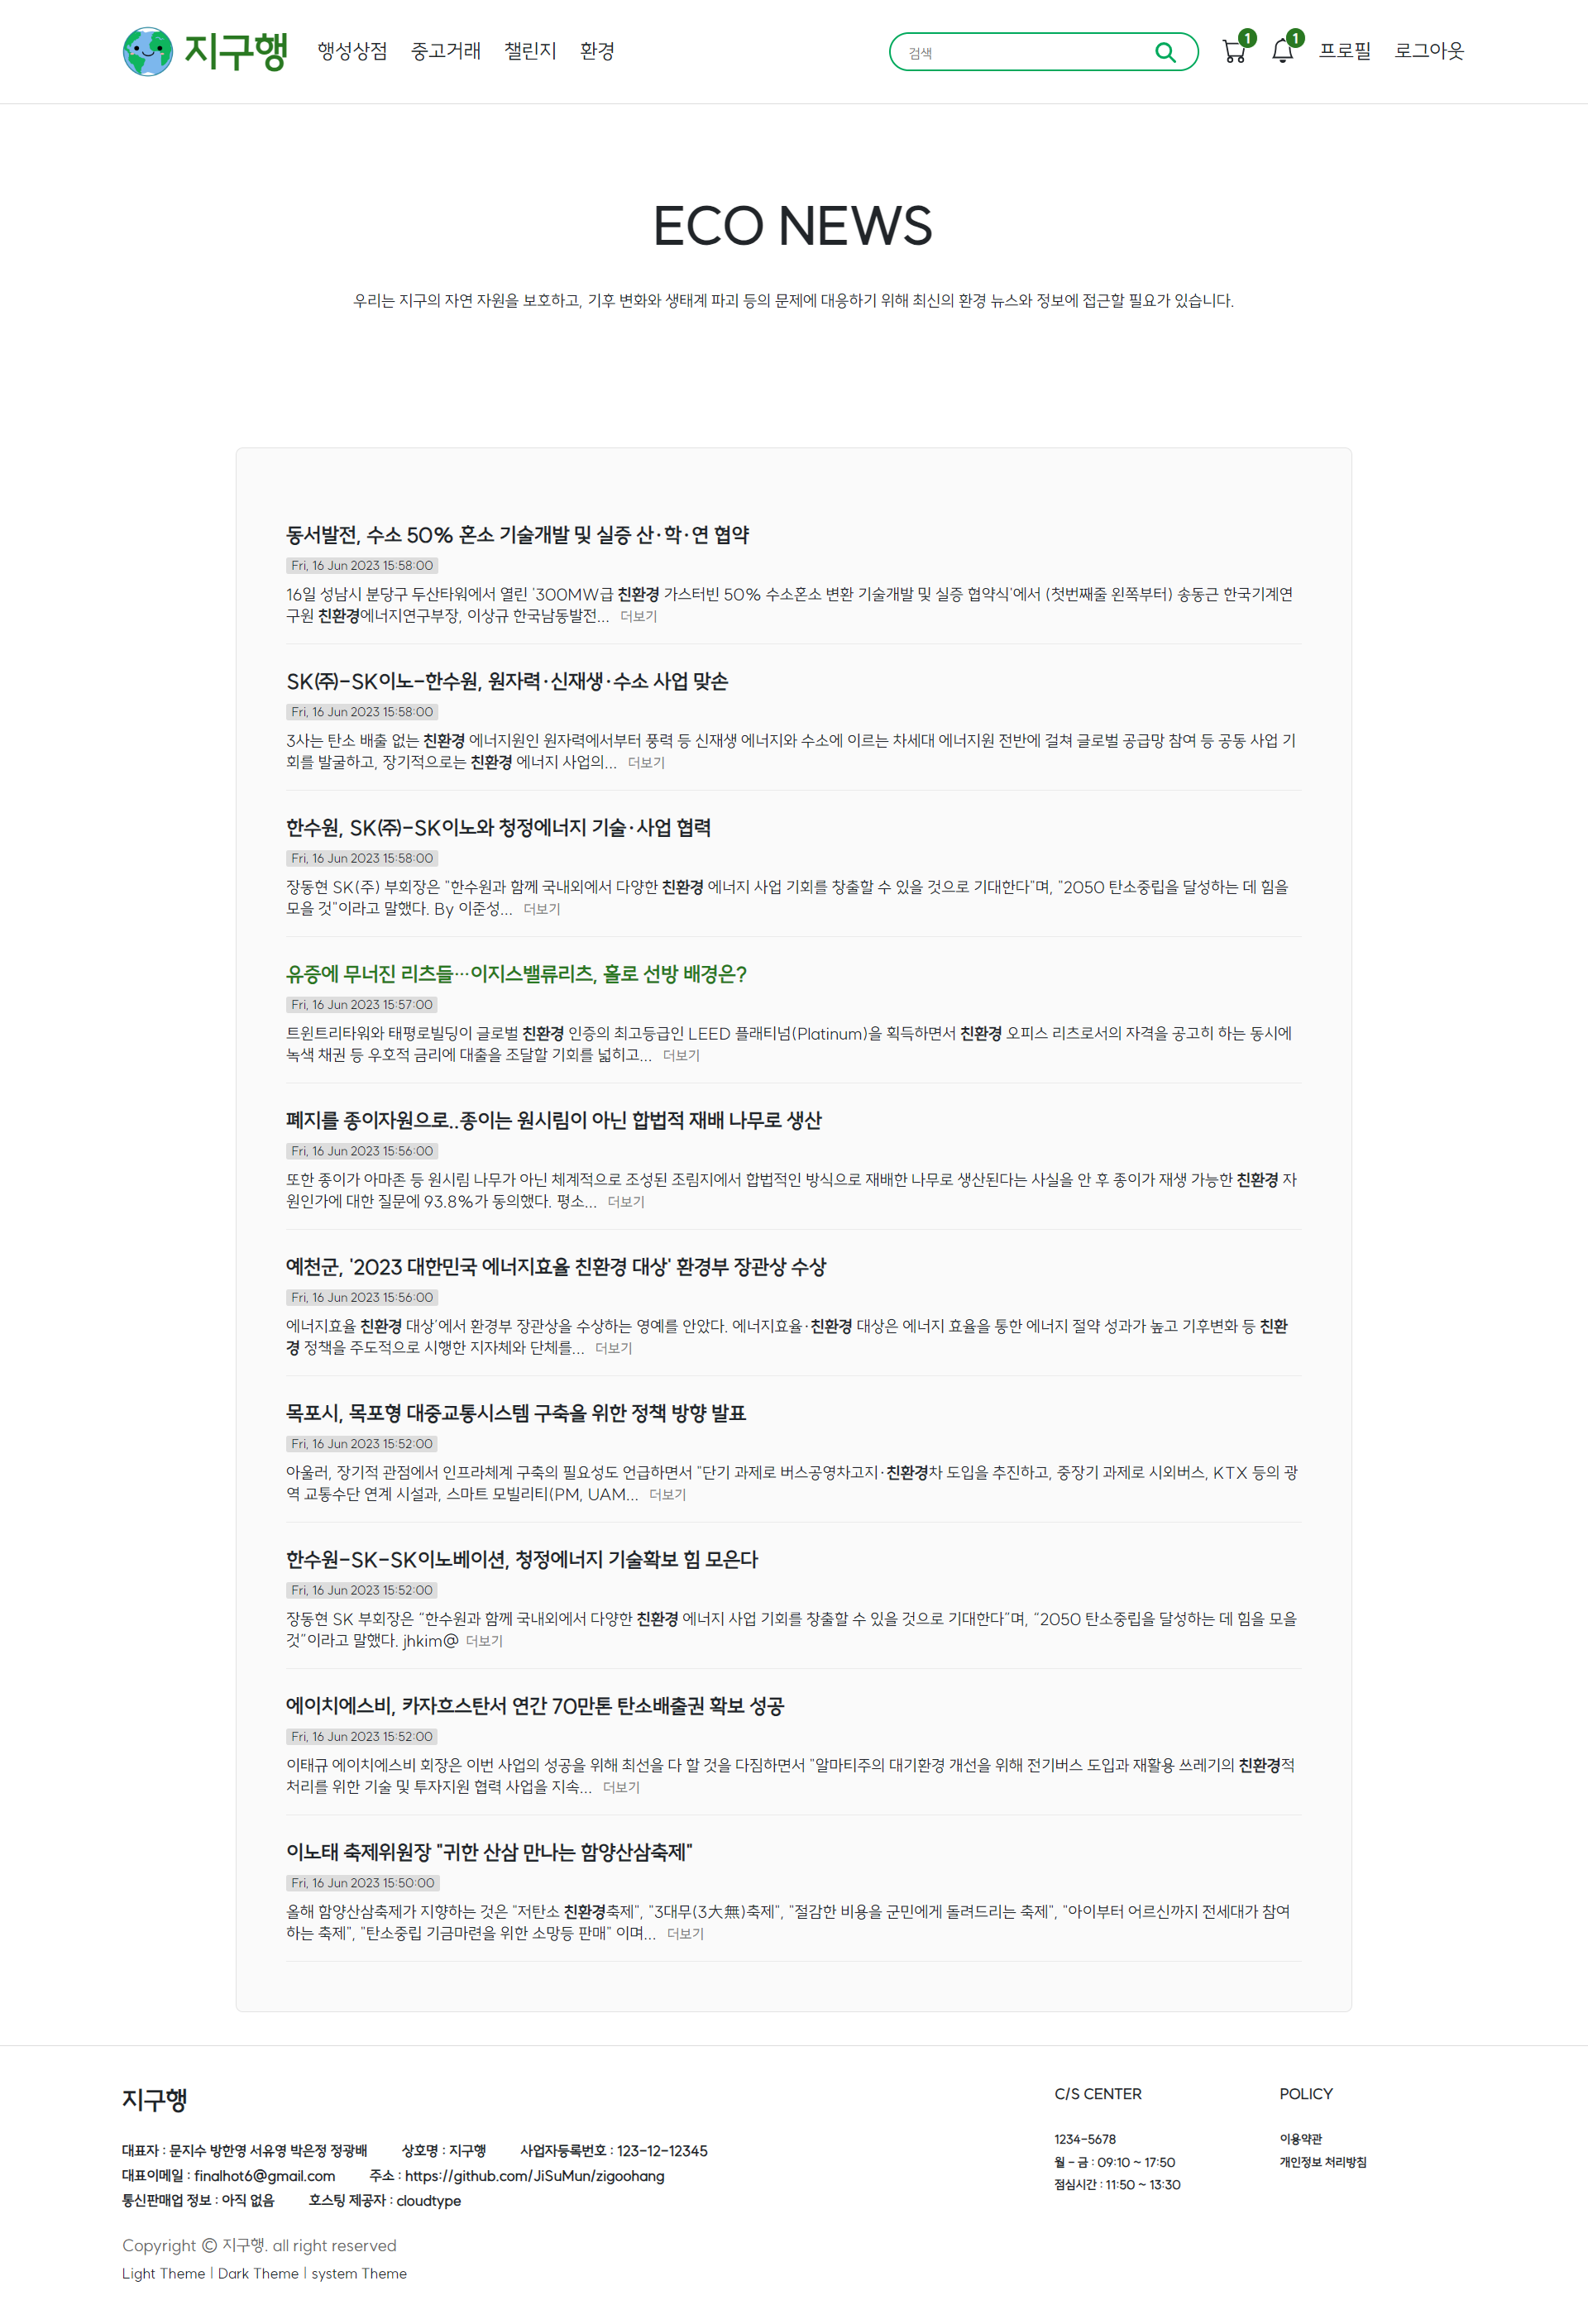 지구행 행성상점 중고거래 챌린지 환경 검색 1 1 프로필 로그아웃
ECO NEWS
우리는 지구의 자연 자원을 보호하고, 기후 변화와 생태계 파괴 등의 문제에 대응하기 위해 최신의 환경 뉴스와 정보에 접근할 필요가 있습니다.
동서발전, 수소 50% 혼소 기술개발 및 실증 산·학·연 협약
Fri, 16 Jun 2023 15:58:00
16일 성남시 분당구 두산타워에서 열린 '300MW급 친환경 가스터빈 50% 수소혼소 변환 기술개발 및 실증 협약식'에서 (첫번째줄 왼쪽부터) 송동근 한국기계연
구원 친환경에너지연구부장, 이상규 한국남동발전... 더보기
SK㈜-SK이노-한수원, 원자력·신재생·수소 사업 맞손
Fri, 16 Jun 2023 15:58:00
3사는 탄소 배출 없는 친환경 에너지원인 원자력에서부터 풍력 등 신재생 에너지와 수소에 이르는 차세대 에너지원 전반에 걸쳐 글로벌 공급망 참여 등 공동 사업 기
회를 발굴하고, 장기적으로는 친환경 에너지 사업의... 더보기
한수원, SK㈜-SK이노와 청정에너지 기술·사업 협력
Fri, 16 Jun 2023 15:58:00
장동현 SK(주) 부회장은 "한수원과 함께 국내외에서 다양한 친환경 에너지 사업 기회를 창출할 수 있을 것으로 기대한다"며, "2050 탄소중립을 달성하는 데 힘을
모을 것"이라고 말했다. By 이준성... 더보기
유증에 무너진 리츠들…이지스밸류리츠, 홀로 선방 배경은?
Fri, 16 Jun 2023 15:57:00
트윈트리타워와 태평로빌딩이 글로벌 친환경 인증의 최고등급인 LEED 플래티넘(Platinum)을 획득하면서 친환경 오피스 리츠로서의 자격을 공고히 하는 동시에
녹색 채권 등 우호적 금리에 대출을 조달할 기회를 넓히고... 더보기
폐지를 종이자원으로..종이는 원시림이 아닌 합법적 재배 나무로 생산
Fri, 16 Jun 2023 15:56:00
또한 종이가 아마존 등 원시림 나무가 아닌 체계적으로 조성된 조림지에서 합법적인 방식으로 재배한 나무로 생산된다는 사실을 안 후 종이가 재생 가능한 친환경 자
원인가에 대한 질문에 93.8%가 동의했다. 평소... 더보기
예천군, '2023 대한민국 에너지효율 친환경 대상' 환경부 장관상 수상
Fri, 16 Jun 2023 15:56:00
에너지효율 친환경 대상'에서 환경부 장관상을 수상하는 영예를 안았다. 에너지효율·친환경 대상은 에너지 효율을 통한 에너지 절약 성과가 높고 기후변화 등 친환
경 정책을 주도적으로 시행한 지자체와 단체를... 더보기
목포시, 목포형 대중교통시스템 구축을 위한 정책 방향 발표
Fri, 16 Jun 2023 15:52:00
아울러, 장기적 관점에서 인프라체계 구축의 필요성도 언급하면서 "단기 과제로 버스공영차고지·친환경차 도입을 추진하고, 중장기 과제로 시외버스, KTX 등의 광
역 교통수단 연계 시설과, 스마트 모빌리티(PM, UAM... 더보기
한수원-SK-SK이노베이션, 청정에너지 기술확보 힘 모은다
Fri, 16 Jun 2023 15:52:00
장동현 SK 부회장은 "한수원과 함께 국내외에서 다양한 친환경 에너지 사업 기회를 창출할 수 있을 것으로 기대한다"며, "2050 탄소중립을 달성하는 데 힘을 모을
것"이라고 말했다. jhkim@ 더보기
에이치에스비, 카자흐스탄서 연간 70만톤 탄소배출권 확보 성공
Fri, 16 Jun 2023 15:52:00
이태규 에이치에스비 회장은 이번 사업의 성공을 위해 최선을 다 할 것을 다짐하면서 "알마티주의 대기환경 개선을 위해 전기버스 도입과 재활용 쓰레기의 친환경적
처리를 위한 기술 및 투자지원 협력 사업을 지속... 더보기
이노태 축제위원장 "귀한 산삼 만나는 함양산삼축제"
Fri, 16 Jun 2023 15:50:00
올해 함양산삼축제가 지향하는 것은 "저탄소 친환경축제", "3대무(3大無)축제", "절감한 비용을 군민에게 돌려드리는 축제", "아이부터 어르신까지 전세대가 참여
하는 축제", "탄소중립 기금마련을 위한 소망등 판매" 이며... 더보기
지구행
대표자 : 문지수 방한영 서유영 박은정 정광배 상호명 : 지구행 사업자등록번호 : 123-12-12345
대표이메일 : finalhot6@gmail.com 주소 : https://github.com/JiSuMun/zigoohang
통신판매업 정보 : 아직 없음 호스팅 제공자 : cloudtype
Copyright © 지구행. all right reserved
Light Theme | Dark Theme | system Theme
C/S CENTER
1234-5678
월 - 금 : 09:10 ~ 17:50
점심시간 : 11:50 ~ 13:30
POLICY
이용약관
개인정보 처리방침